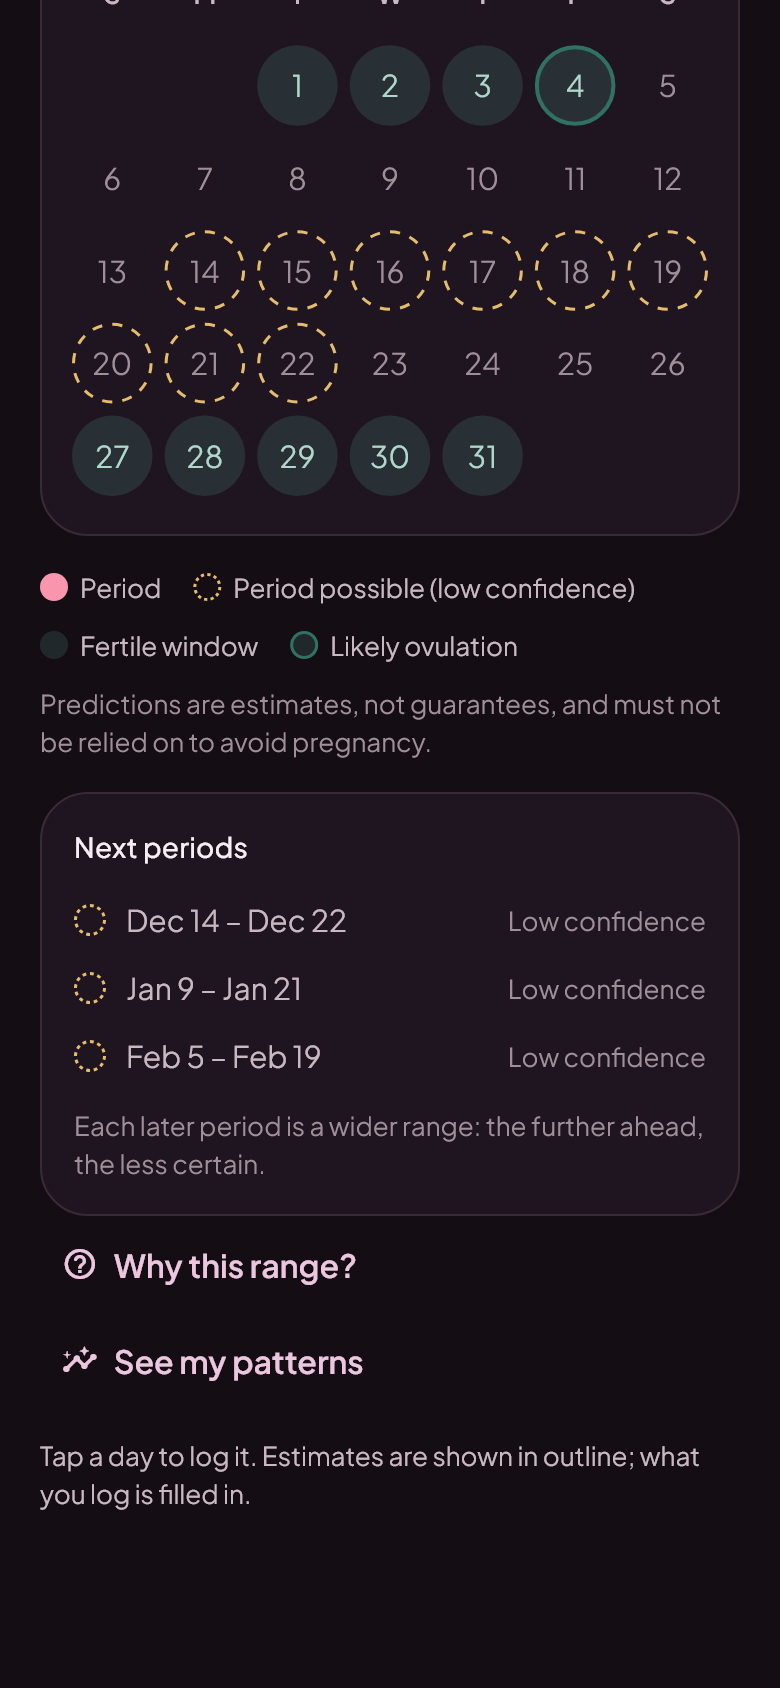 1 2 3 4 5
6 7 8 9 10 11 12
13 14 15 16 17 18 19
20 21 22 23 24 25 26
27 28 29 30 31
Period Period possible (low confidence)
Fertile window Likely ovulation
Predictions are estimates, not guarantees, and must not
be relied on to avoid pregnancy.
Next periods
Dec 14 – Dec 22 Low confidence
Jan 9 – Jan 21 Low confidence
Feb 5 – Feb 19 Low confidence
Each later period is a wider range: the further ahead,
the less certain.
Why this range?
See my patterns
Tap a day to log it. Estimates are shown in outline; what
you log is filled in.